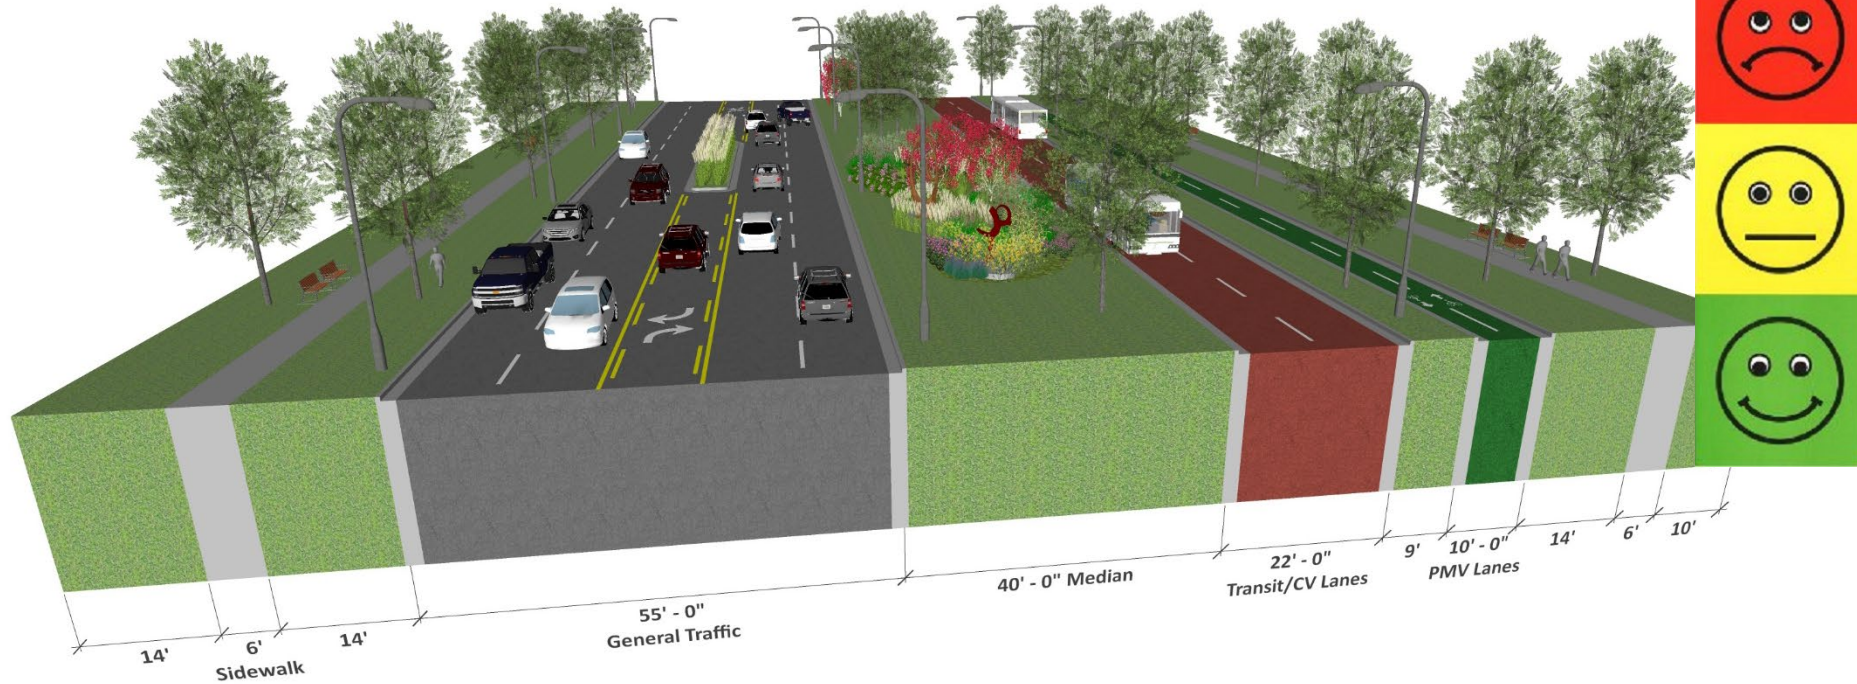 14'
6'
Sidewalk
14'
55' - 0"
General Traffic
40' - 0" Median
22' - 0"
Transit/CV Lanes
9'
10' - 0"
PMV Lanes
14'
6'
10'